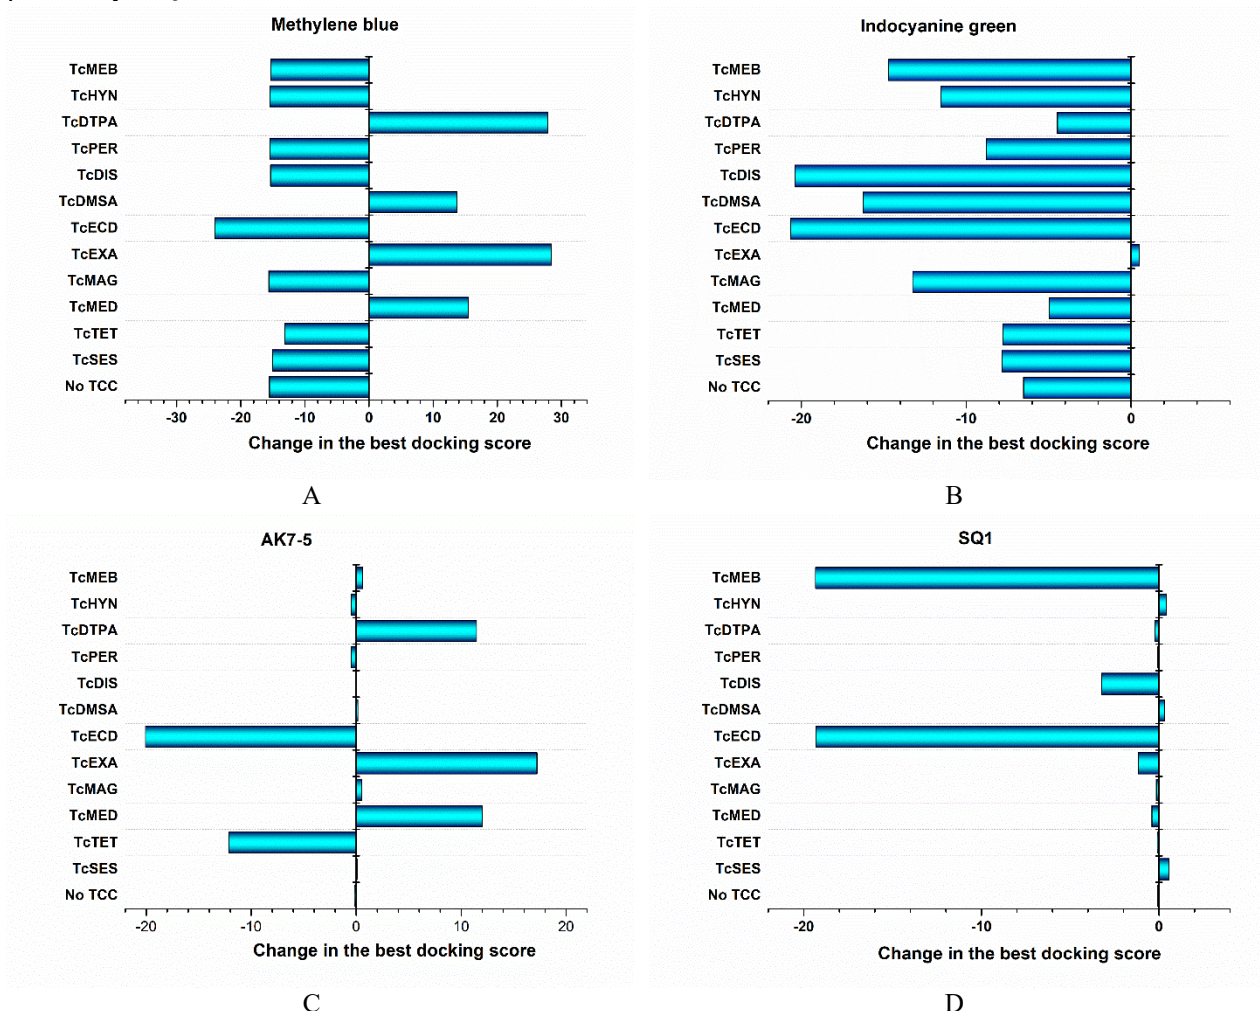 Methylene blue
TcMEB
TcHYN
TcDTPA
TcPER
TcDIS
TcDMSA
TcECD
TcEXA
TcMAG
TcMED
TcTET
TcSES
No TCC
-30 -20 -10 0 10 20 30
Change in the best docking score
A
Indocyanine green
TcMEB
TcHYN
TcDTPA
TcPER
TcDIS
TcDMSA
TcECD
TcEXA
TcMAG
TcMED
TcTET
TcSES
No TCC
-20 -10 0
Change in the best docking score
B
AK7-5
TcMEB
TcHYN
TcDTPA
TcPER
TcDIS
TcDMSA
TcECD
TcEXA
TcMAG
TcMED
TcTET
TcSES
No TCC
-20 -10 0 10 20
Change in the best docking score
C
SQ1
TcMEB
TcHYN
TcDTPA
TcPER
TcDIS
TcDMSA
TcECD
TcEXA
TcMAG
TcMED
TcTET
TcSES
No TCC
-20 -10 0
Change in the best docking score
D